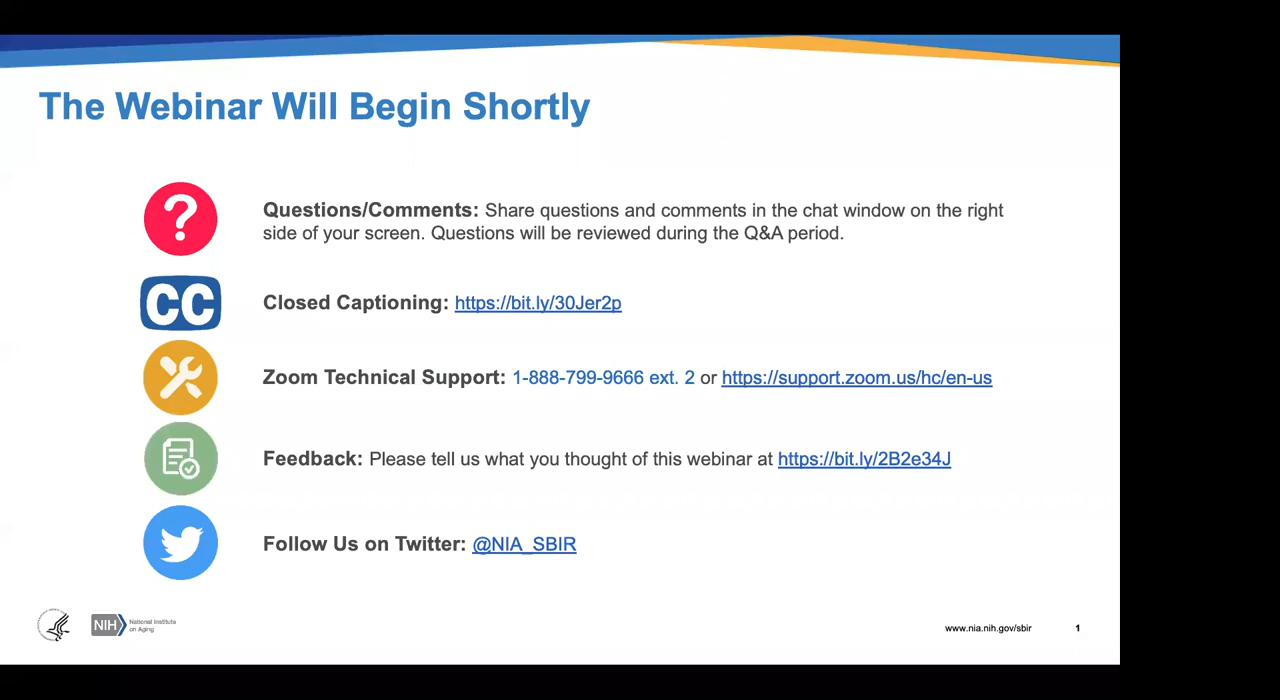 The Webinar Will Begin Shortly
?
Questions/Comments: Share questions and comments in the chat window on the right
side of your screen. Questions will be reviewed during the Q&A period.
CC
Closed Captioning: https://bit.ly/30Jer2p
Zoom Technical Support: 1-888-799-9666 ext. 2 or https://support.zoom.us/hc/en-us
Feedback: Please tell us what you thought of this webinar at https://bit.ly/2B2e34J
Follow Us on Twitter: @NIA_SBIR
NIH National Institute
on Aging
www.nia.nih.gov/sbir 1